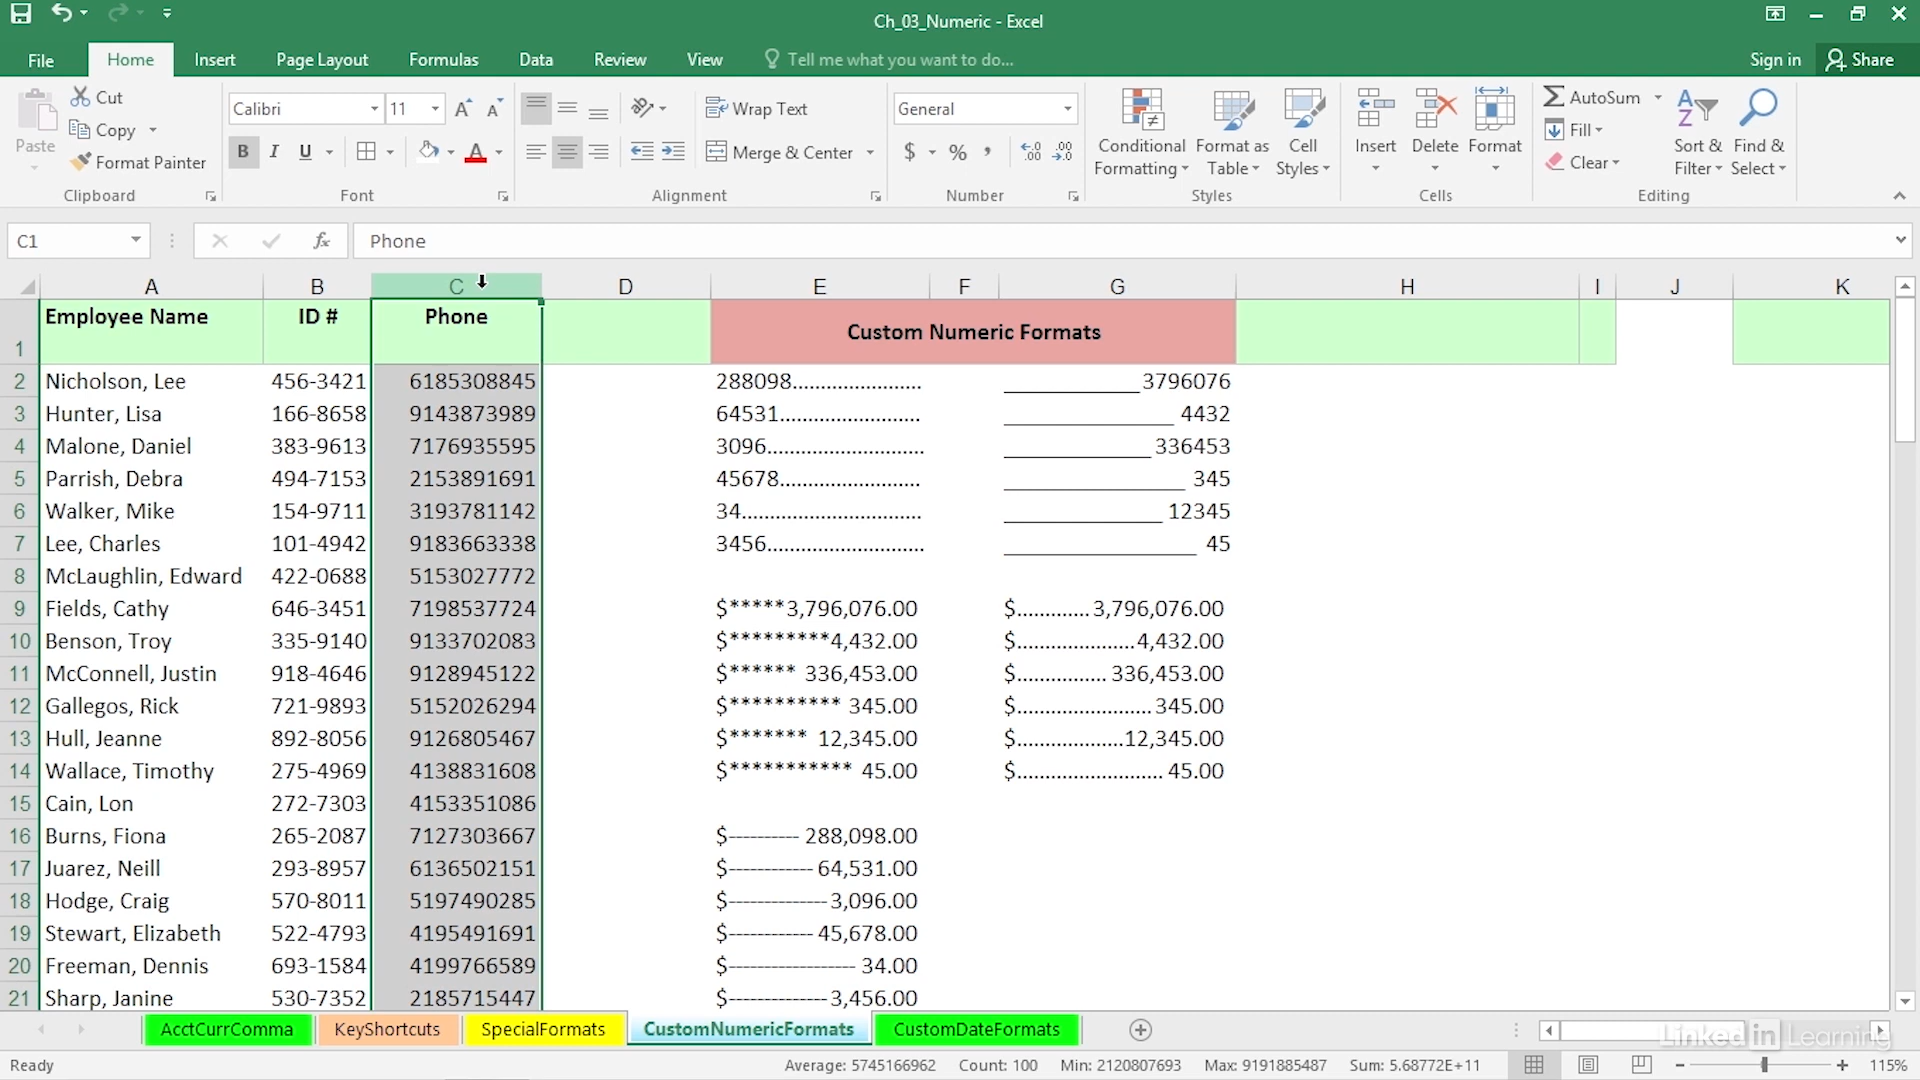 Ch_03_Numeric - Excel
File Home Insert Page Layout Formulas Data Review View Tell me what you want to do... Sign in Share
Paste Cut Copy Format Painter Clipboard
Calibri 11 B I U A Font
Wrap Text Merge & Center Alignment
General $ % , Number
Conditional Formatting Format as Table Cell Styles Styles
Insert Delete Format Cells
AutoSum Fill Clear Sort & Filter Find & Select Editing
C1 fx Phone
A B C D E F G H I J K
1 Employee Name ID # Phone Custom Numeric Formats
2 Nicholson, Lee 456-3421 6185308845 288098....................... _____________3796076
3 Hunter, Lisa 166-8658 9143873989 64531......................... ________________ 4432
4 Malone, Daniel 383-9613 7176935595 3096............................ ______________ 336453
5 Parrish, Debra 494-7153 2153891691 45678......................... _________________ 345
6 Walker, Mike 154-9711 3193781142 34................................ _______________ 12345
7 Lee, Charles 101-4942 9183663338 3456............................ __________________ 45
8 McLaughlin, Edward 422-0688 5153027772
9 Fields, Cathy 646-3451 7198537724 $*****3,796,076.00 $.............3,796,076.00
10 Benson, Troy 335-9140 9133702083 $*********4,432.00 $.....................4,432.00
11 McConnell, Justin 918-4646 9128945122 $****** 336,453.00 $................ 336,453.00
12 Gallegos, Rick 721-9893 5152026294 $********** 345.00 $........................ 345.00
13 Hull, Jeanne 892-8056 9126805467 $******* 12,345.00 $...................12,345.00
14 Wallace, Timothy 275-4969 4138831608 $*********** 45.00 $.......................... 45.00
15 Cain, Lon 272-7303 4153351086
16 Burns, Fiona 265-2087 7127303667 $---------- 288,098.00
17 Juarez, Neill 293-8957 6136502151 $------------ 64,531.00
18 Hodge, Craig 570-8011 5197490285 $--------------3,096.00
19 Stewart, Elizabeth 522-4793 4195491691 $------------ 45,678.00
20 Freeman, Dennis 693-1584 4199766589 $------------------ 34.00
21 Sharp, Janine 530-7352 2185715447 $--------------3,456.00
AcctCurrComma KeyShortcuts SpecialFormats CustomNumericFormats CustomDateFormats
Linked in Learning
Ready Average: 5745166962 Count: 100 Min: 2120807693 Max: 9191885487 Sum: 5.68772E+11 115%